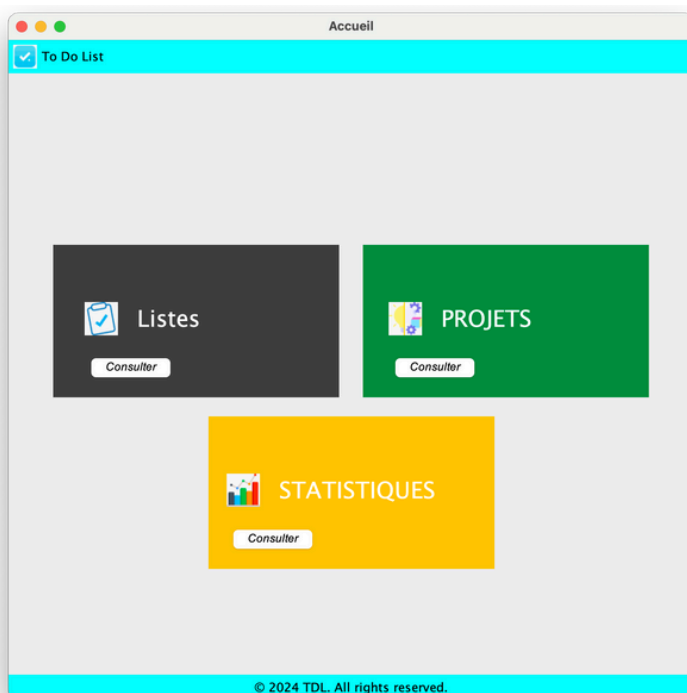 Accueil
To Do List
Listes
Consulter
PROJETS
Consulter
STATISTIQUES
Consulter
© 2024 TDL. All rights reserved.